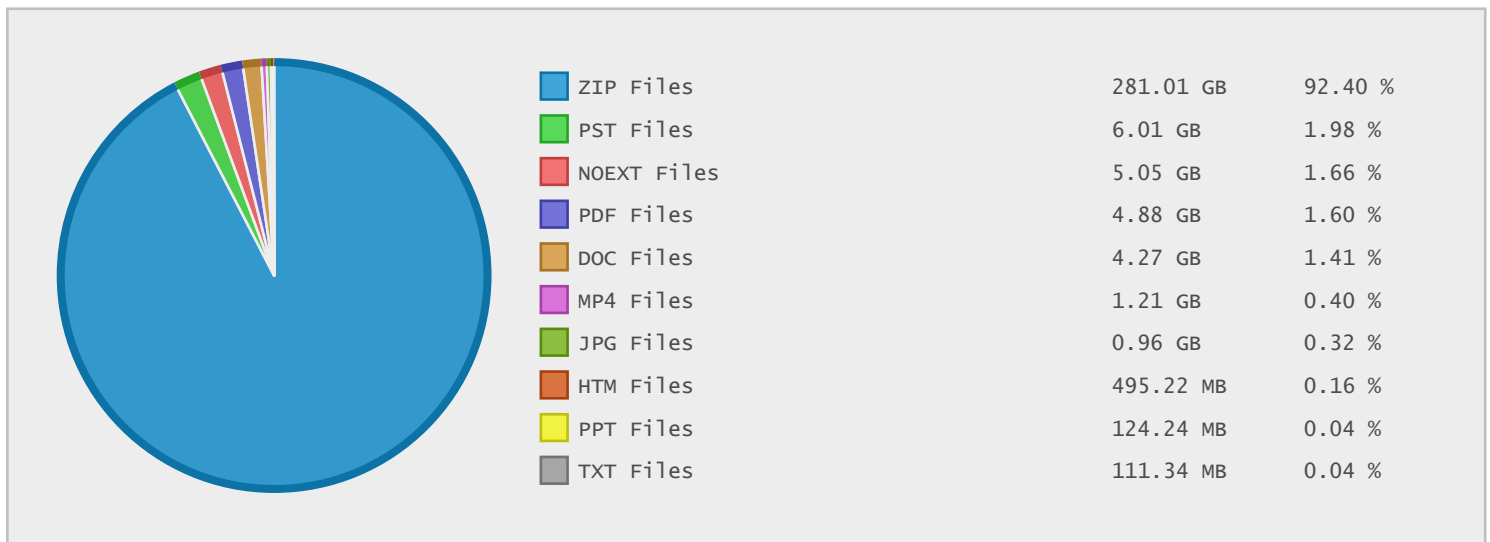 ZIP Files 281.01 GB 92.40 %
PST Files 6.01 GB 1.98 %
NOEXT Files 5.05 GB 1.66 %
PDF Files 4.88 GB 1.60 %
DOC Files 4.27 GB 1.41 %
MP4 Files 1.21 GB 0.40 %
JPG Files 0.96 GB 0.32 %
HTM Files 495.22 MB 0.16 %
PPT Files 124.24 MB 0.04 %
TXT Files 111.34 MB 0.04 %